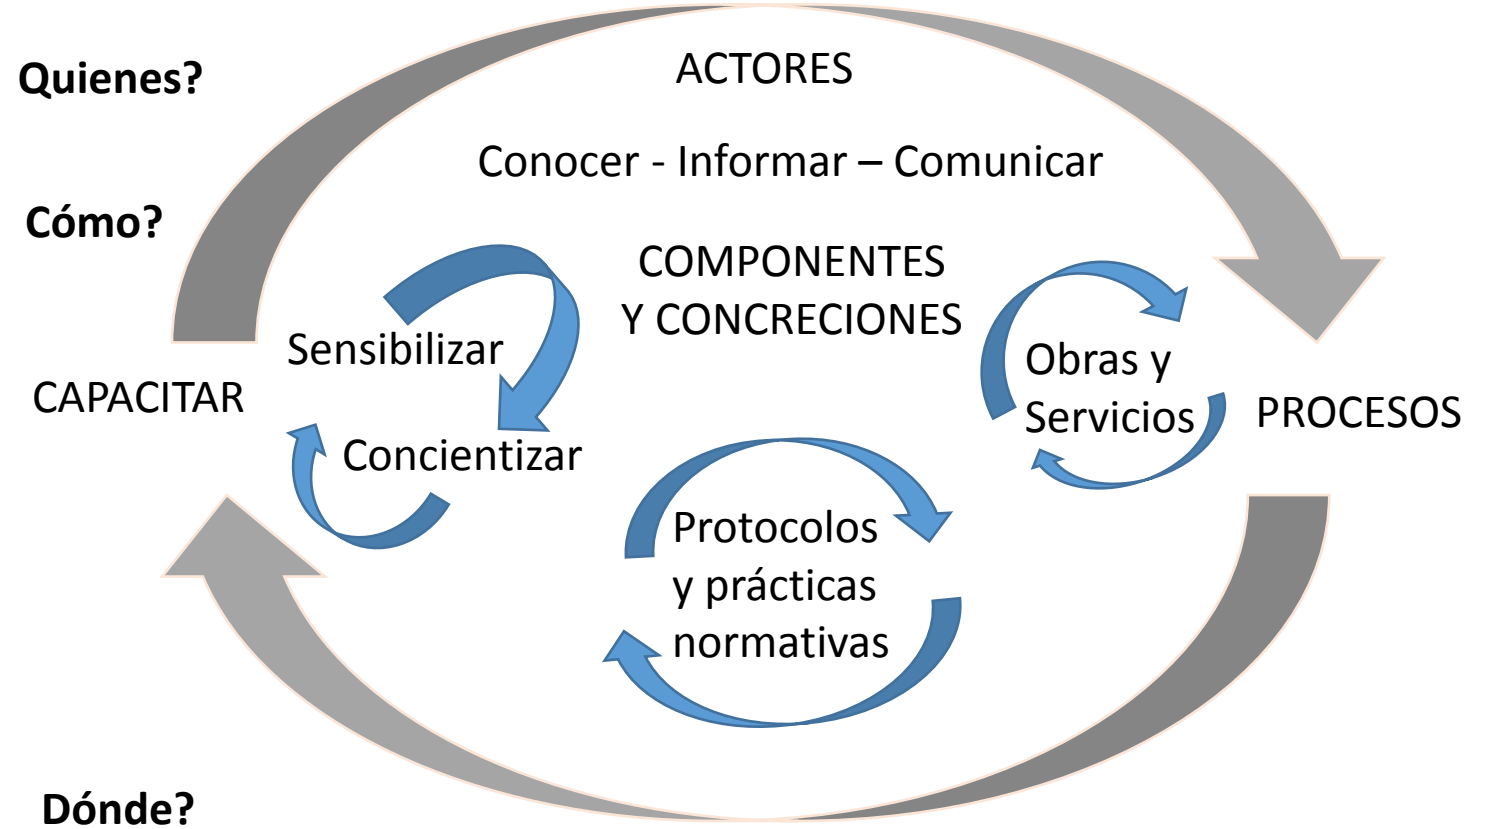 Quienes?
ACTORES
Conocer - Informar – Comunicar
Cómo?
COMPONENTES
Y CONCRECIONES
Sensibilizar
Obras y
Servicios
CAPACITAR
PROCESOS
Concientizar
Protocolos
y prácticas
normativas
Dónde?